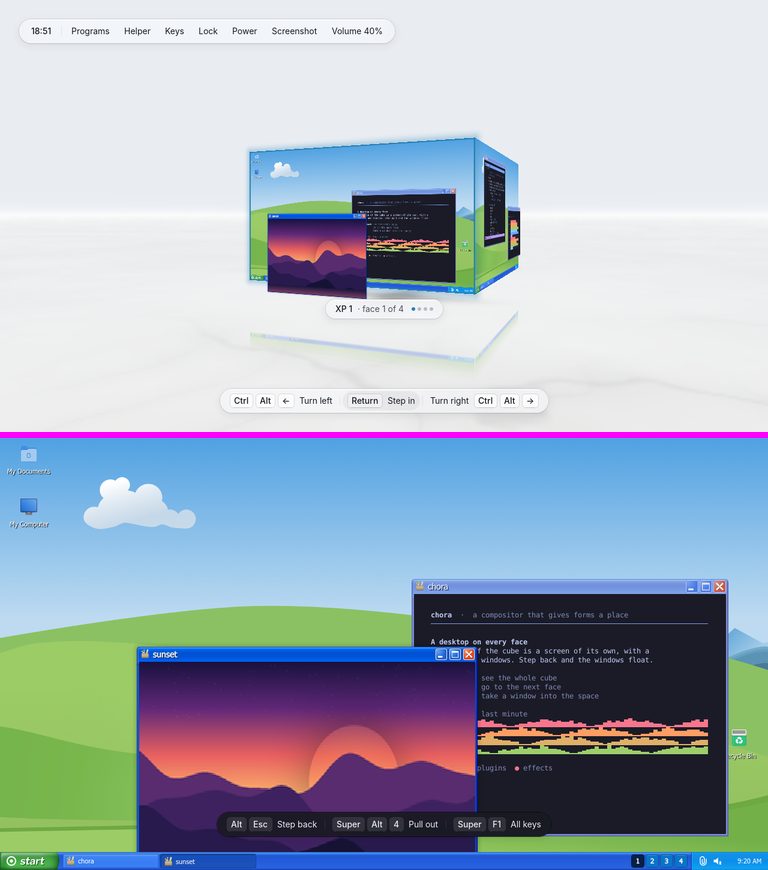 18:51 Programs Helper Keys Lock Power Screenshot Volume 40%
XP 1 · face 1 of 4
Ctrl Alt ← Turn left Return Step in Turn right Ctrl Alt →
My Documents
My Computer
chora
chora · a compositor that gives forms a place
A desktop on every face
f the cube is a screen of its own, with a
windows. Step back and the windows float.
see the whole cube
go to the next face
take a window into the space
last minute
plugins ● effects
sunset
ecycle Bin
Alt Esc Step back Super Alt 4 Pull out Super F1 All keys
start chora sunset 1 2 3 4 9:20 AM